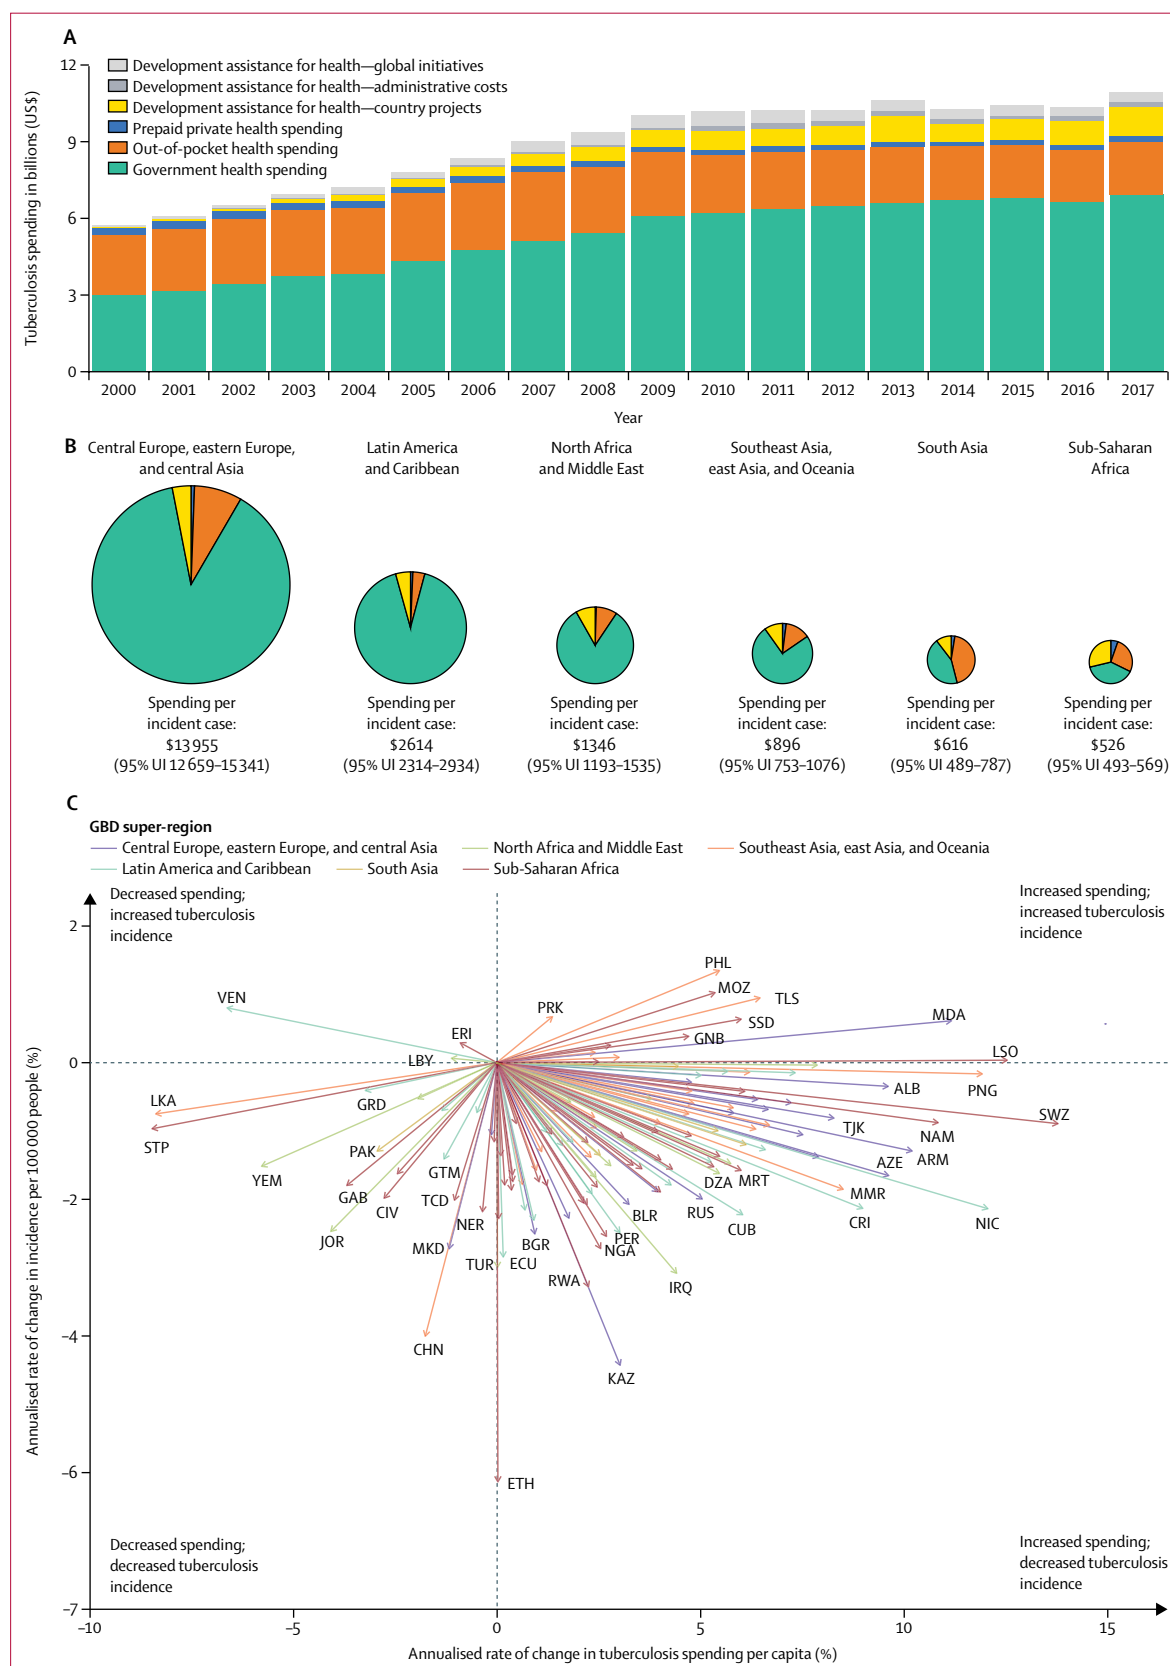 A
12
9
6
3
0
Tuberculosis spending in billions (US$)
Development assistance for health—global initiatives
Development assistance for health—administrative costs
Development assistance for health—country projects
Prepaid private health spending
Out-of-pocket health spending
Government health spending
2000 2001 2002 2003 2004 2005 2006 2007 2008 2009 2010 2011 2012 2013 2014 2015 2016 2017
Year
B
Central Europe, eastern Europe,
and central Asia
Latin America
and Caribbean
North Africa
and Middle East
Southeast Asia,
east Asia, and Oceania
South Asia
Sub-Saharan
Africa
Spending per
incident case:
$13 955
(95% UI 12 659–15 341)
Spending per
incident case:
$2614
(95% UI 2314–2934)
Spending per
incident case:
$1346
(95% UI 1193–1535)
Spending per
incident case:
$896
(95% UI 753–1076)
Spending per
incident case:
$616
(95% UI 489–787)
Spending per
incident case:
$526
(95% UI 493–569)
C
GBD super-region
Central Europe, eastern Europe, and central Asia
North Africa and Middle East
Southeast Asia, east Asia, and Oceania
Latin America and Caribbean
South Asia
Sub-Saharan Africa
Decreased spending;
increased tuberculosis
incidence
Increased spending;
increased tuberculosis
incidence
2
0
–2
–4
–6
–7
Annualised rate of change in incidence per 100 000 people (%)
PHL
MOZ
VEN
TLS
PRK
MDA
SSD
ERI
GNB
LSO
LBY
ALB
PNG
LKA
GRD
SWZ
TJK
NAM
STP
PAK
ARM
AZE
GTM
YEM
DZA
MRT
MMR
GAB
TCD
CIV
NER
BLR
RUS
CUB
CRI
NIC
JOR
MKD
BGR
PER
NGA
TUR
ECU
RWA
IRQ
CHN
KAZ
ETH
Decreased spending;
decreased tuberculosis
incidence
Increased spending;
decreased tuberculosis
incidence
–10
–5
0
5
10
15
Annualised rate of change in tuberculosis spending per capita (%)